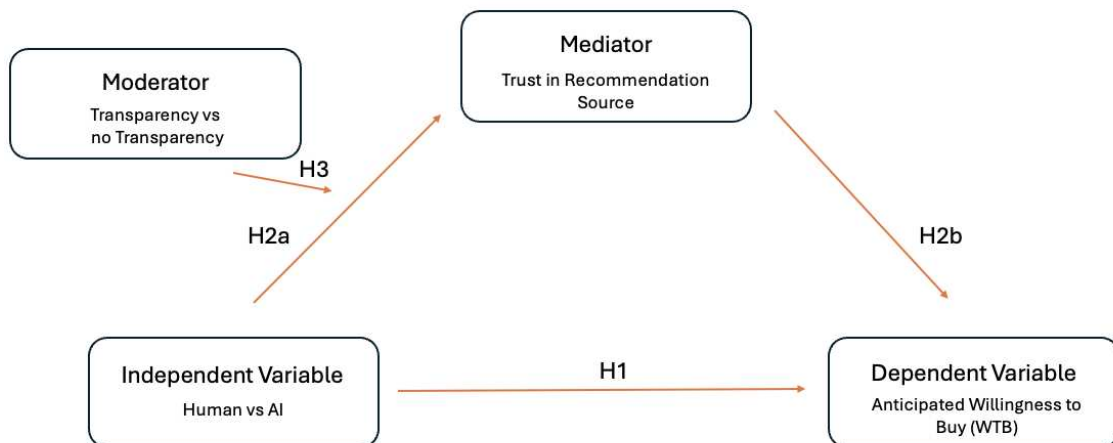 Mediator
Trust in Recommendation
Source
Moderator
Transparency vs
no Transparency
H3
H2a
H2b
Independent Variable
Human vs AI
H1
Dependent Variable
Anticipated Willingness to
Buy (WTB)